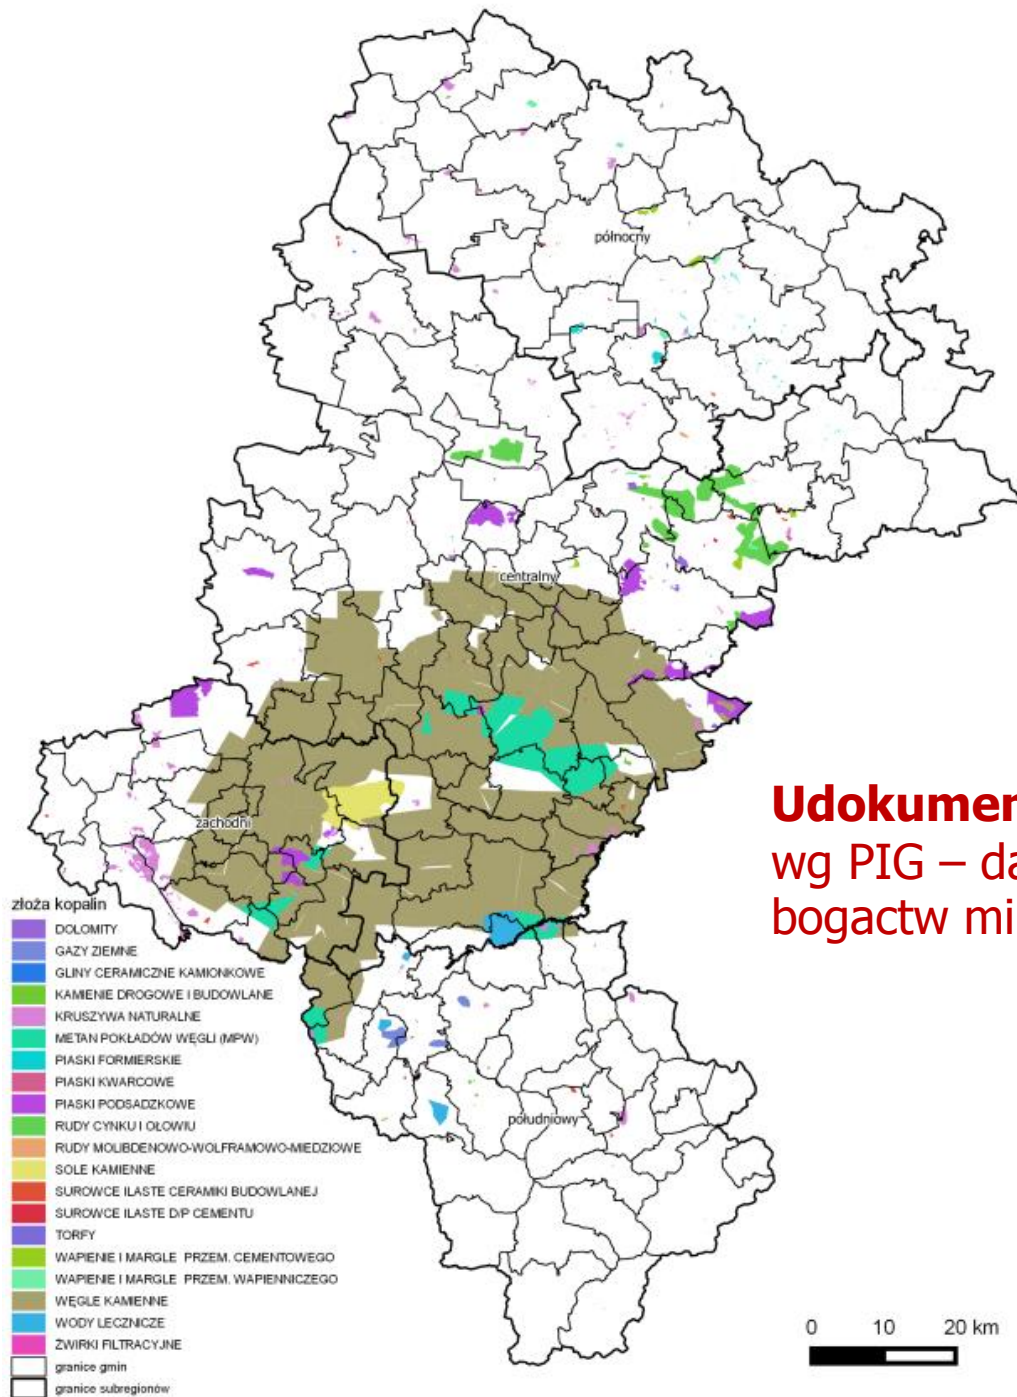 północny
centralny
zachodni
południowy
Udokumen
wg PIG – da
bogactw mi
złoża kopalin
DOLOMITY
GAZY ZIEMNE
GLINY CERAMICZNE KAMIONKOWE
KAMIENIE DROGOWE I BUDOWLANE
KRUSZYWA NATURALNE
METAN POKŁADÓW WĘGLI (MPW)
PIASKI FORMIERSKIE
PIASKI KWARCOWE
PIASKI PODSADZKOWE
RUDY CYNKU I OŁOWIU
RUDY MOLIBDENOWO-WOLFRAMOWO-MIEDZIOWE
SOLE KAMIENNE
SUROWCE ILASTE CERAMIKI BUDOWLANEJ
SUROWCE ILASTE D/P CEMENTU
TORFY
WAPIENIE I MARGLE PRZEM. CEMENTOWEGO
WAPIENIE I MARGLE PRZEM. WAPIENNICZEGO
WĘGLE KAMIENNE
WODY LECZNICZE
ŻWIRKI FILTRACYJNE
granice gmin
granice subregionów
0 10 20 km